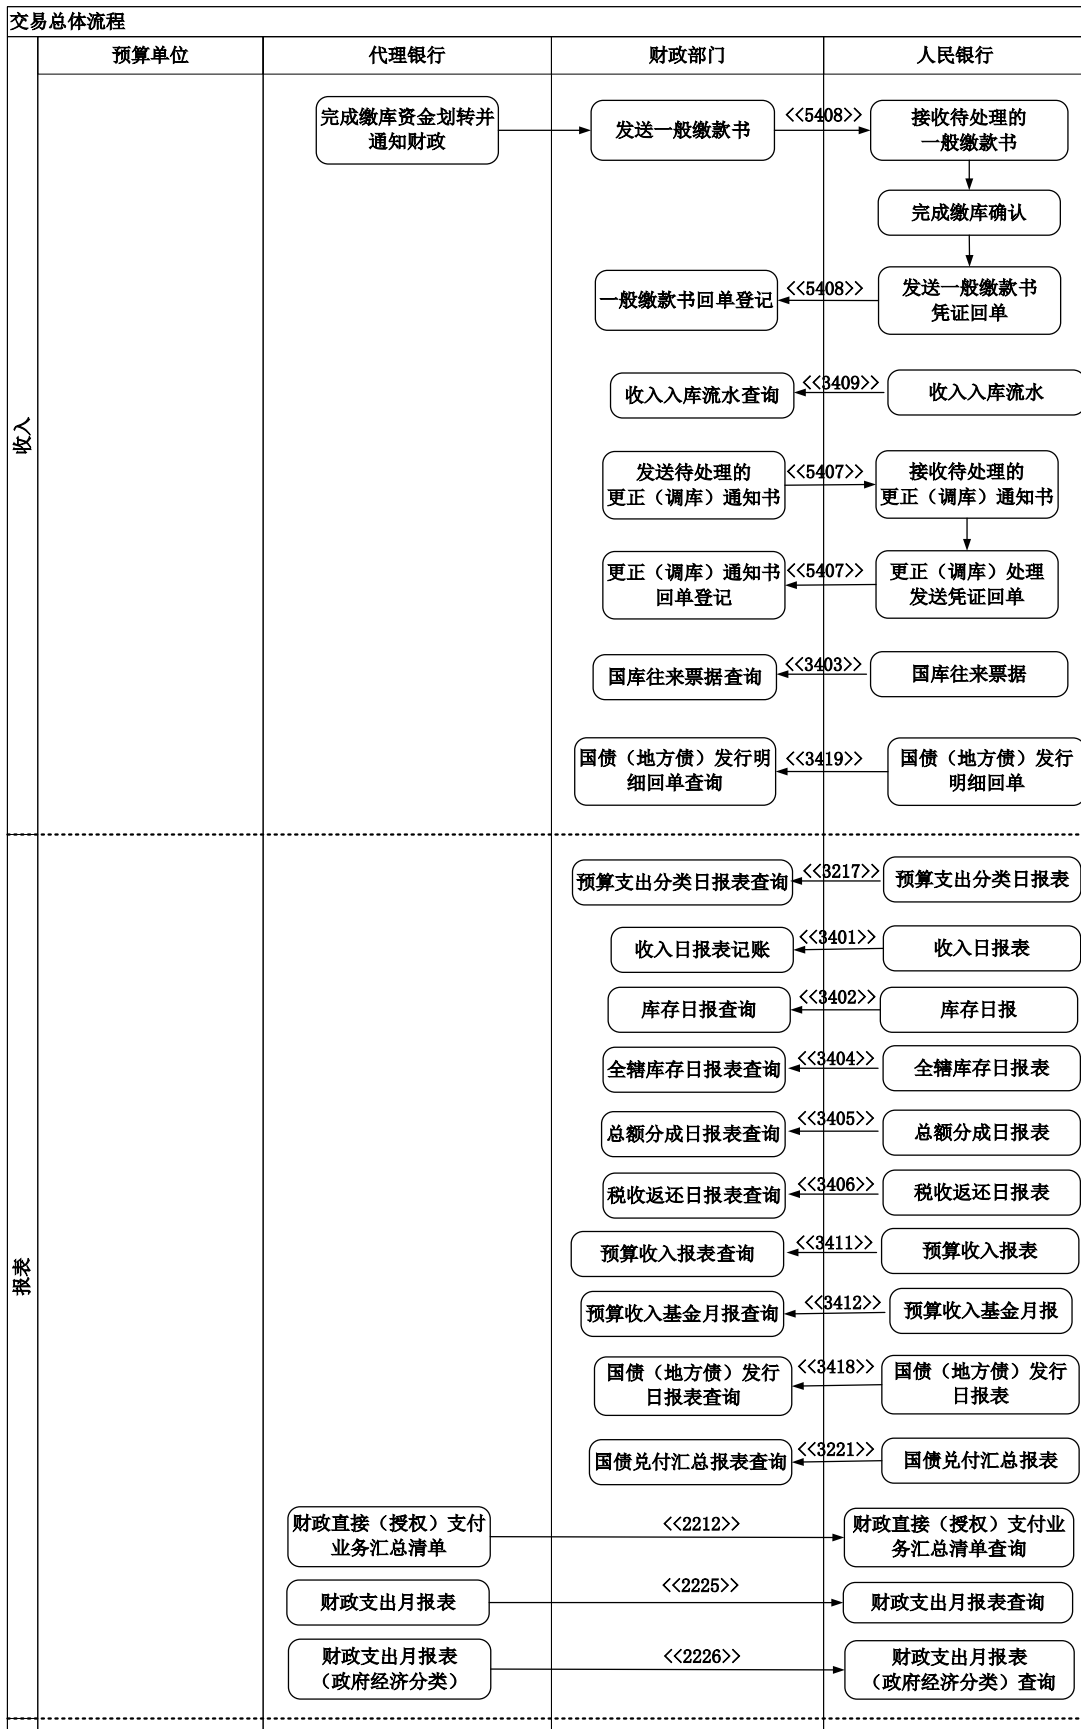 交易总体流程
预算单位
代理银行
财政部门
人民银行
收入
完成缴库资金划转并
通知财政
发送一般缴款书
<<5408>>
接收待处理的
一般缴款书
完成缴库确认
一般缴款书回单登记
<<5408>>
发送一般缴款书
凭证回单
收入入库流水查询
<<3409>>
收入入库流水
发送待处理的
更正（调库）通知书
<<5407>>
接收待处理的
更正（调库）通知书
更正（调库）通知书
回单登记
<<5407>>
更正（调库）处理
发送凭证回单
国库往来票据查询
<<3403>>
国库往来票据
国债（地方债）发行明
细回单查询
<<3419>>
国债（地方债）发行
明细回单
报表
预算支出分类日报表查询
<<3217>>
预算支出分类日报表
收入日报表记账
<<3401>>
收入日报表
库存日报查询
<<3402>>
库存日报
全辖库存日报表查询
<<3404>>
全辖库存日报表
总额分成日报表查询
<<3405>>
总额分成日报表
税收返还日报表查询
<<3406>>
税收返还日报表
预算收入报表查询
<<3411>>
预算收入报表
预算收入基金月报查询
<<3412>>
预算收入基金月报
国债（地方债）发行
日报表查询
<<3418>>
国债（地方债）发行
日报表
国债兑付汇总报表查询
<<3221>>
国债兑付汇总报表
财政直接（授权）支付
业务汇总清单
<<2212>>
财政直接（授权）支付业
务汇总清单查询
财政支出月报表
<<2225>>
财政支出月报表查询
财政支出月报表
（政府经济分类）
<<2226>>
财政支出月报表
（政府经济分类）查询